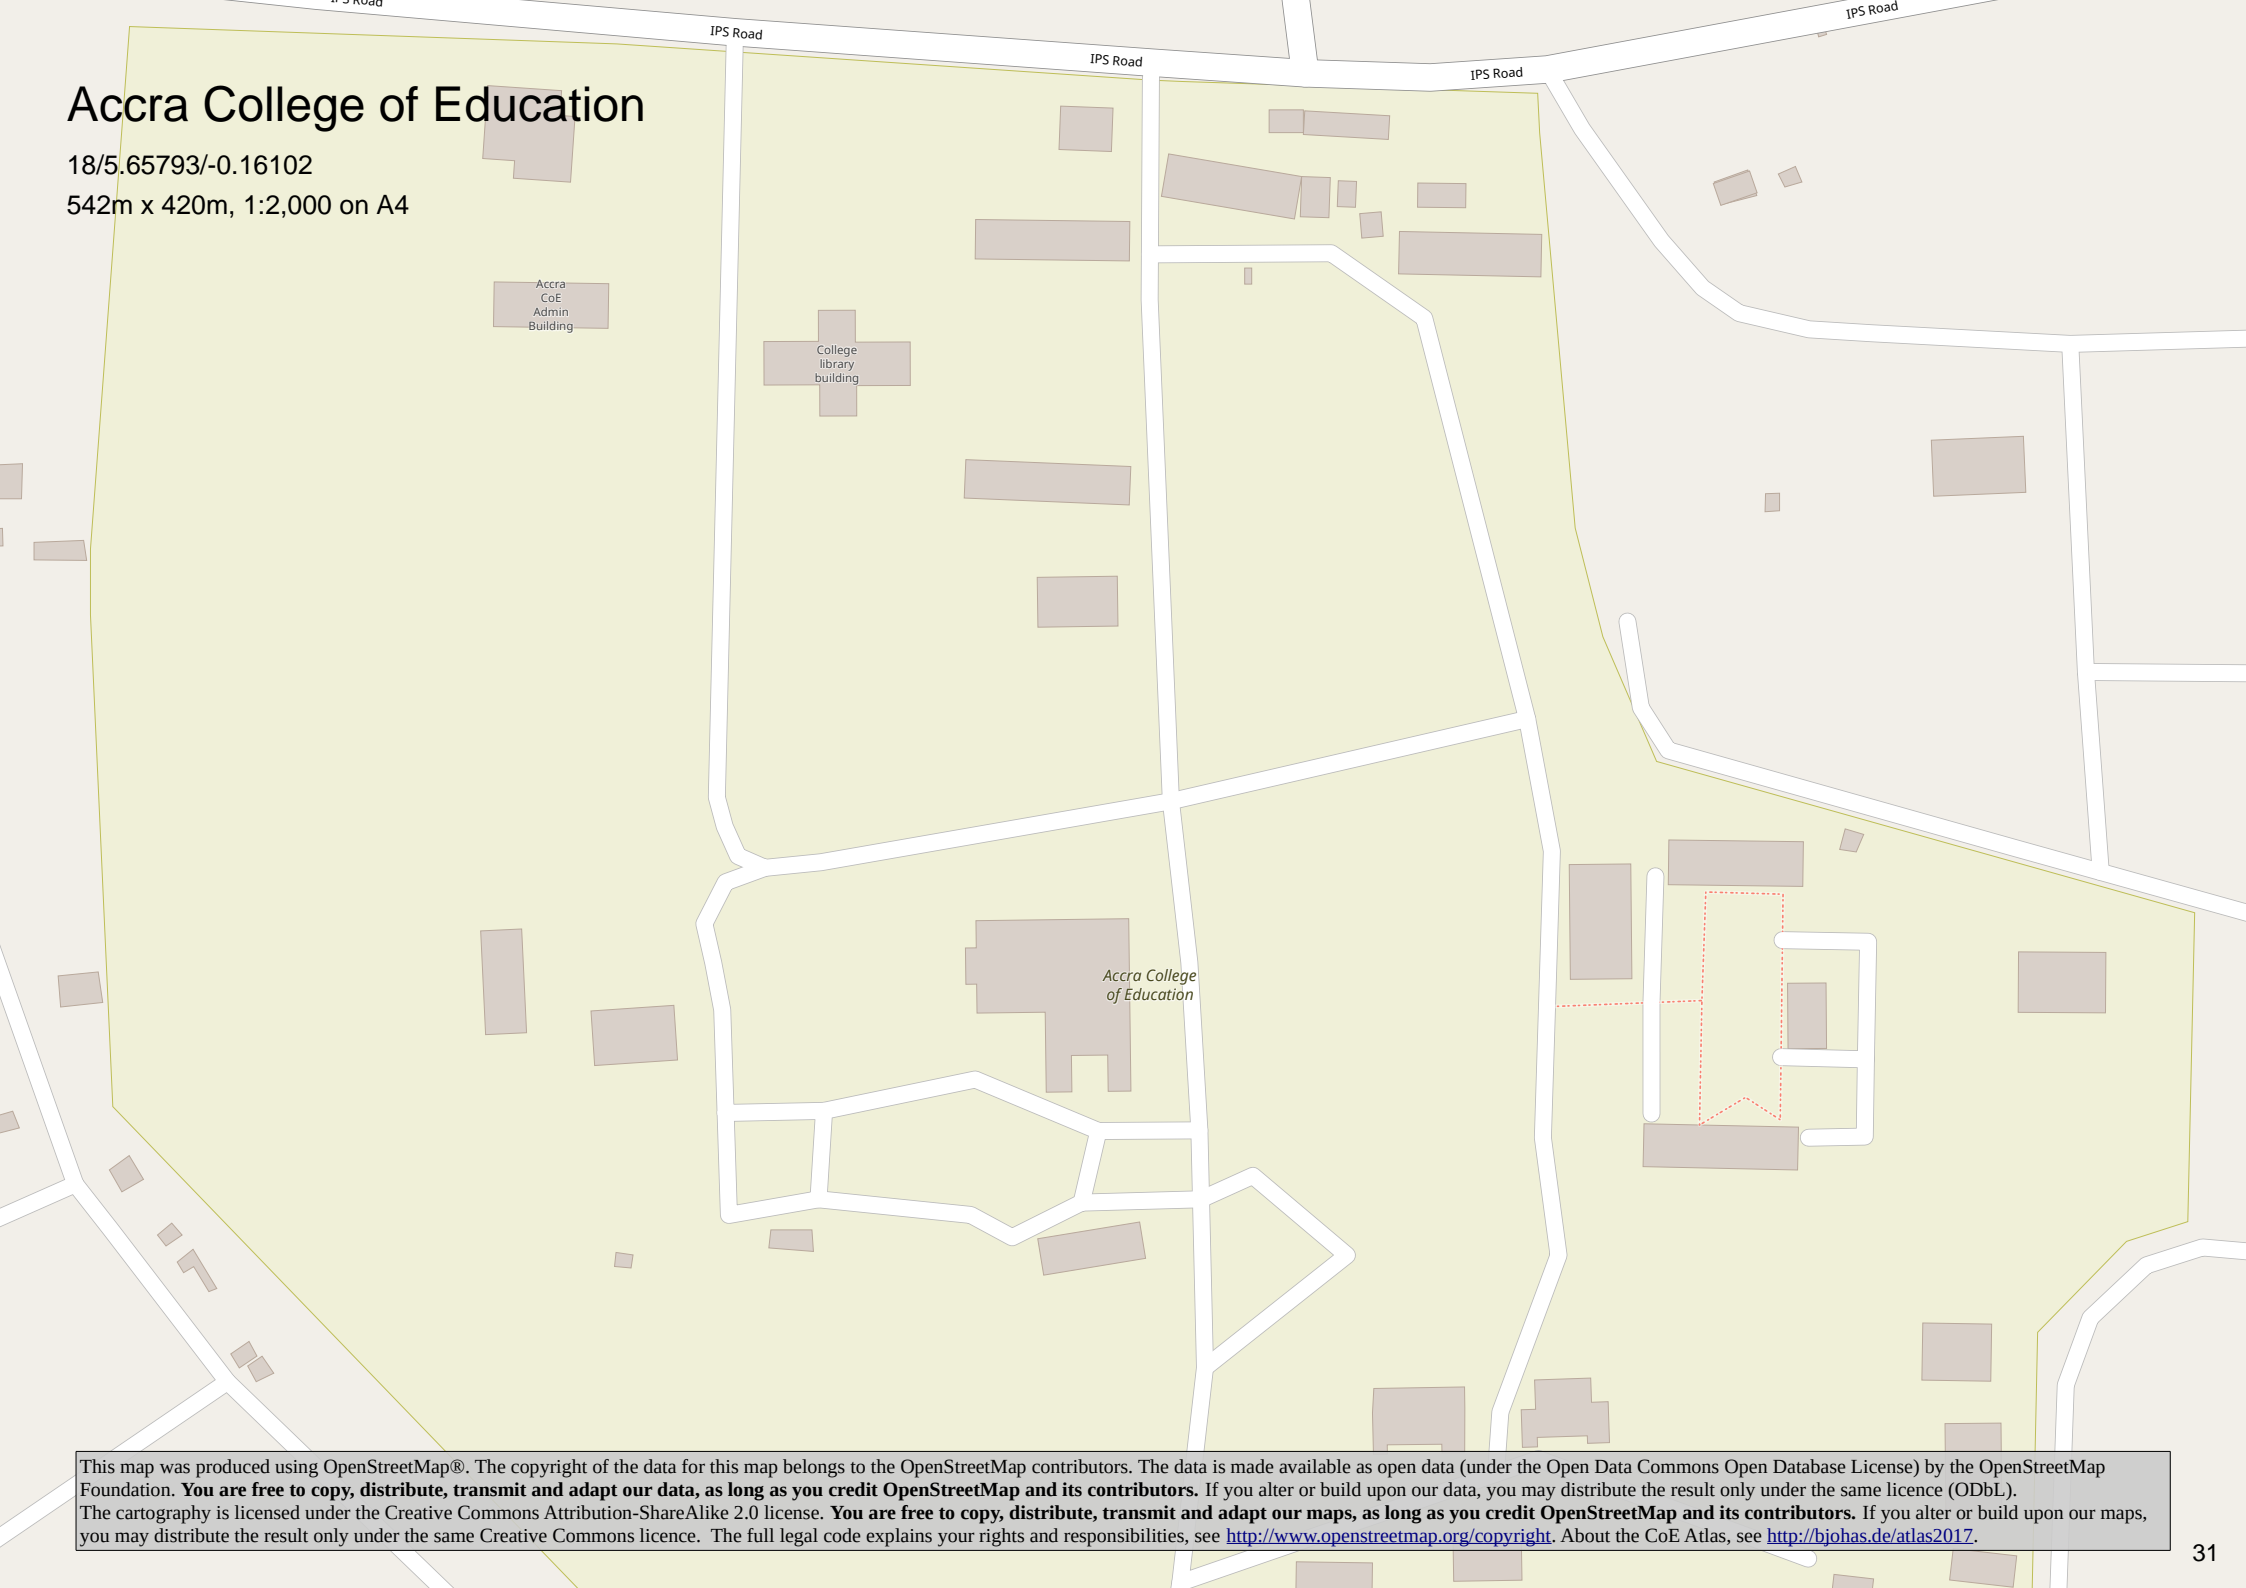 IPS Road
IPS Road
IPS Road
IPS Road
IPS Road
Accra College of Education
18/5.65793/-0.16102
542m x 420m, 1:2,000 on A4
Accra
CoE
Admin
Building
College
library
building
Accra College
of Education
This map was produced using OpenStreetMap®. The copyright of the data for this map belongs to the OpenStreetMap contributors. The data is made available as open data (under the Open Data Commons Open Database License) by the OpenStreetMap
Foundation. You are free to copy, distribute, transmit and adapt our data, as long as you credit OpenStreetMap and its contributors. If you alter or build upon our data, you may distribute the result only under the same licence (ODbL).
The cartography is licensed under the Creative Commons Attribution-ShareAlike 2.0 license. You are free to copy, distribute, transmit and adapt our maps, as long as you credit OpenStreetMap and its contributors. If you alter or build upon our maps,
you may distribute the result only under the same Creative Commons licence. The full legal code explains your rights and responsibilities, see http://www.openstreetmap.org/copyright. About the CoE Atlas, see http://bjohas.de/atlas2017.
31